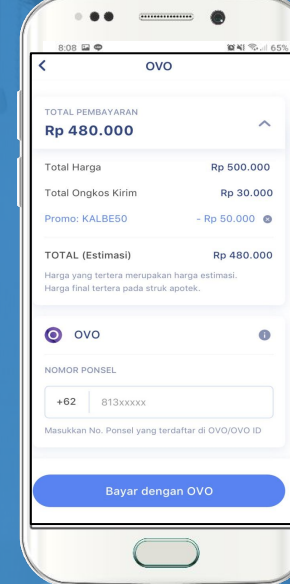 8:08 65%
OVO
TOTAL PEMBAYARAN
Rp 480.000
Total Harga Rp 500.000
Total Ongkos Kirim Rp 30.000
Promo: KALBE50 - Rp 50.000
TOTAL (Estimasi) Rp 480.000
Harga yang tertera merupakan harga estimasi.
Harga final tertera pada struk apotek.
OVO
NOMOR PONSEL
+62 813xxxxx
Masukkan No. Ponsel yang terdaftar di OVO/OVO ID
Bayar dengan OVO